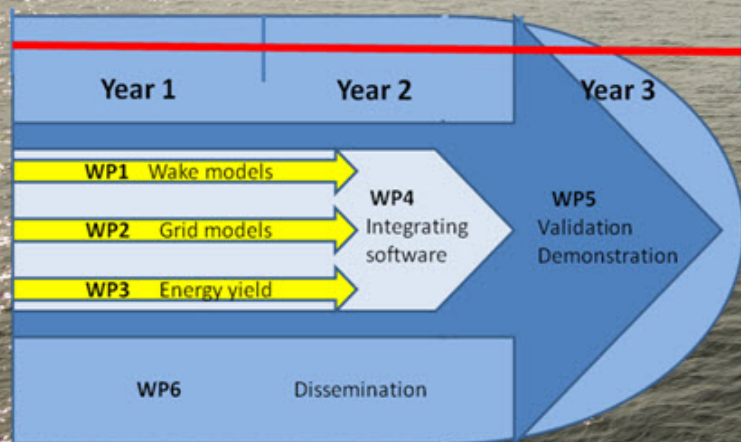 Year 1
Year 2
Year 3
WP1 Wake models
WP2 Grid models
WP3 Energy yield
WP4
Integrating
software
WP5
Validation
Demonstration
WP6 Dissemination